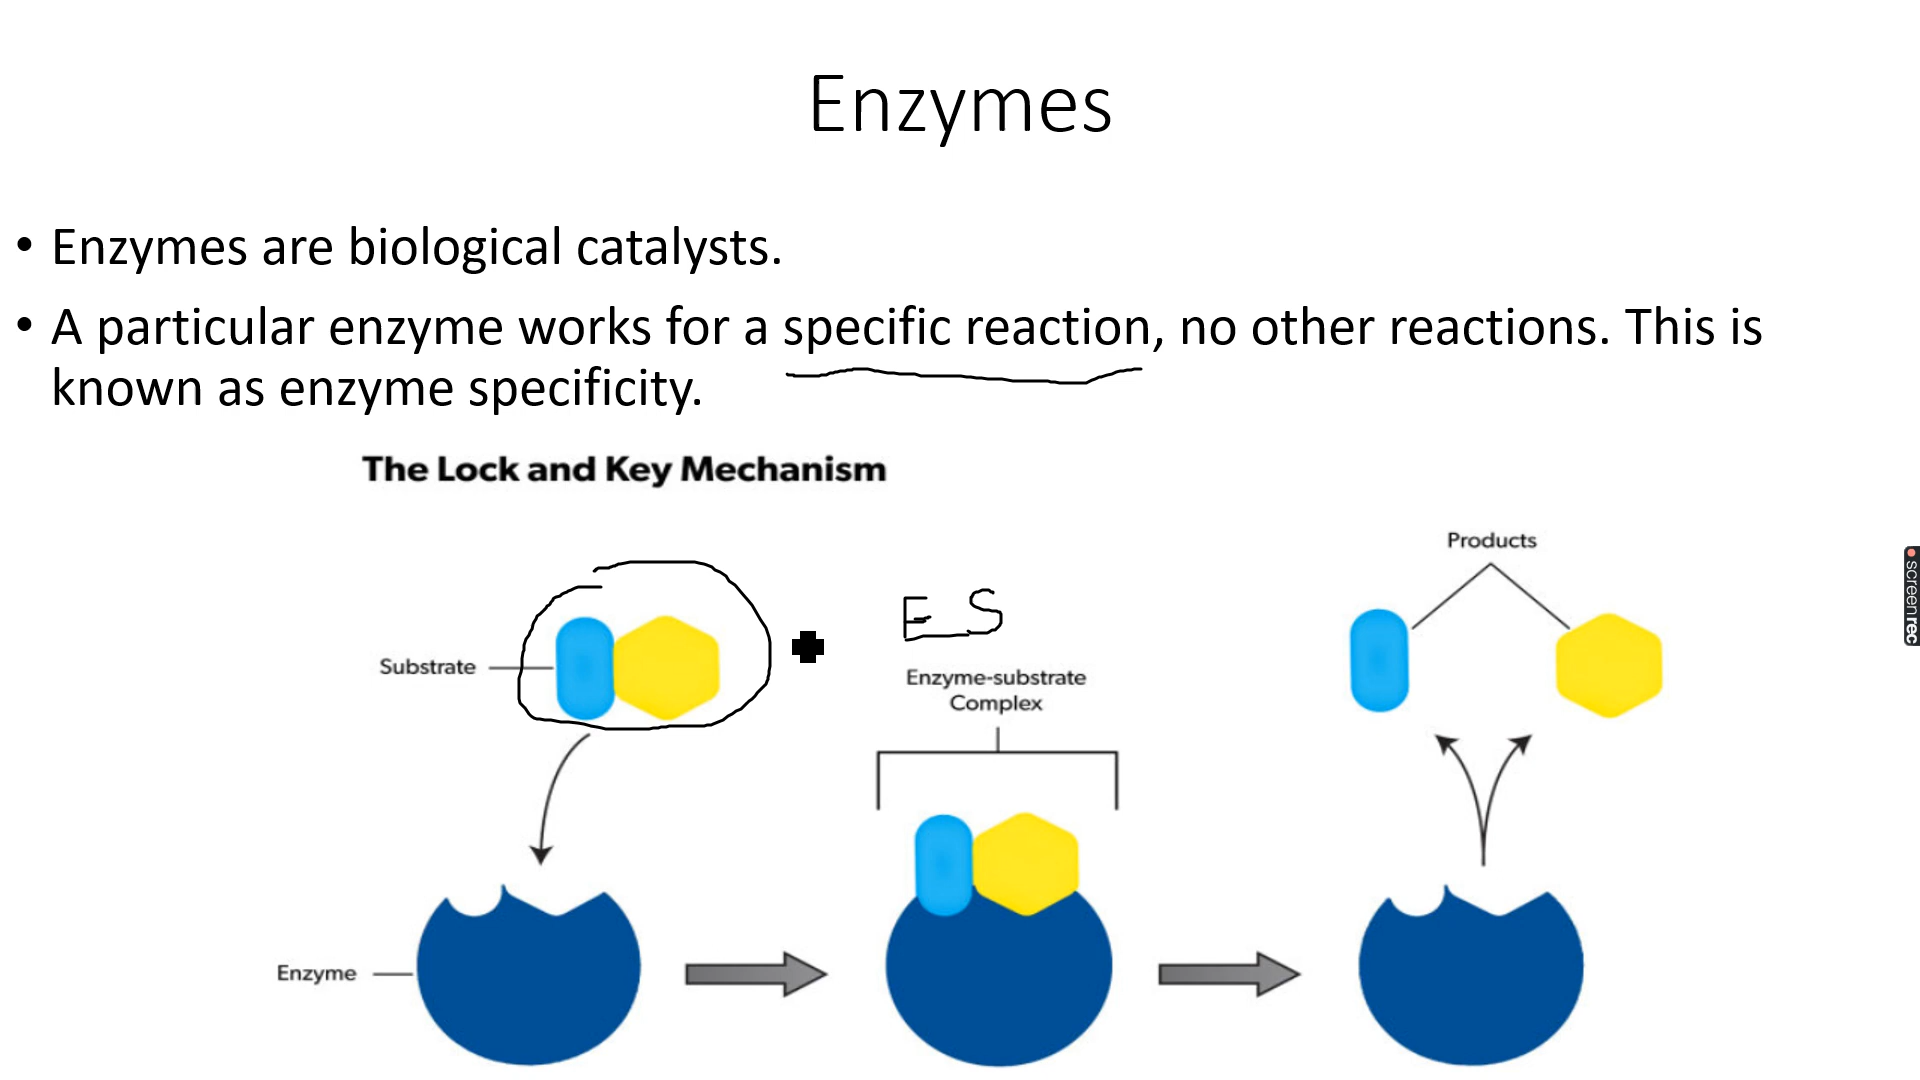 Enzymes
• Enzymes are biological catalysts.
• A particular enzyme works for a specific reaction, no other reactions. This is
known as enzyme specificity.
The Lock and Key Mechanism
Products
E S
Substrate
Enzyme-substrate
Complex
Enzyme
screenrec